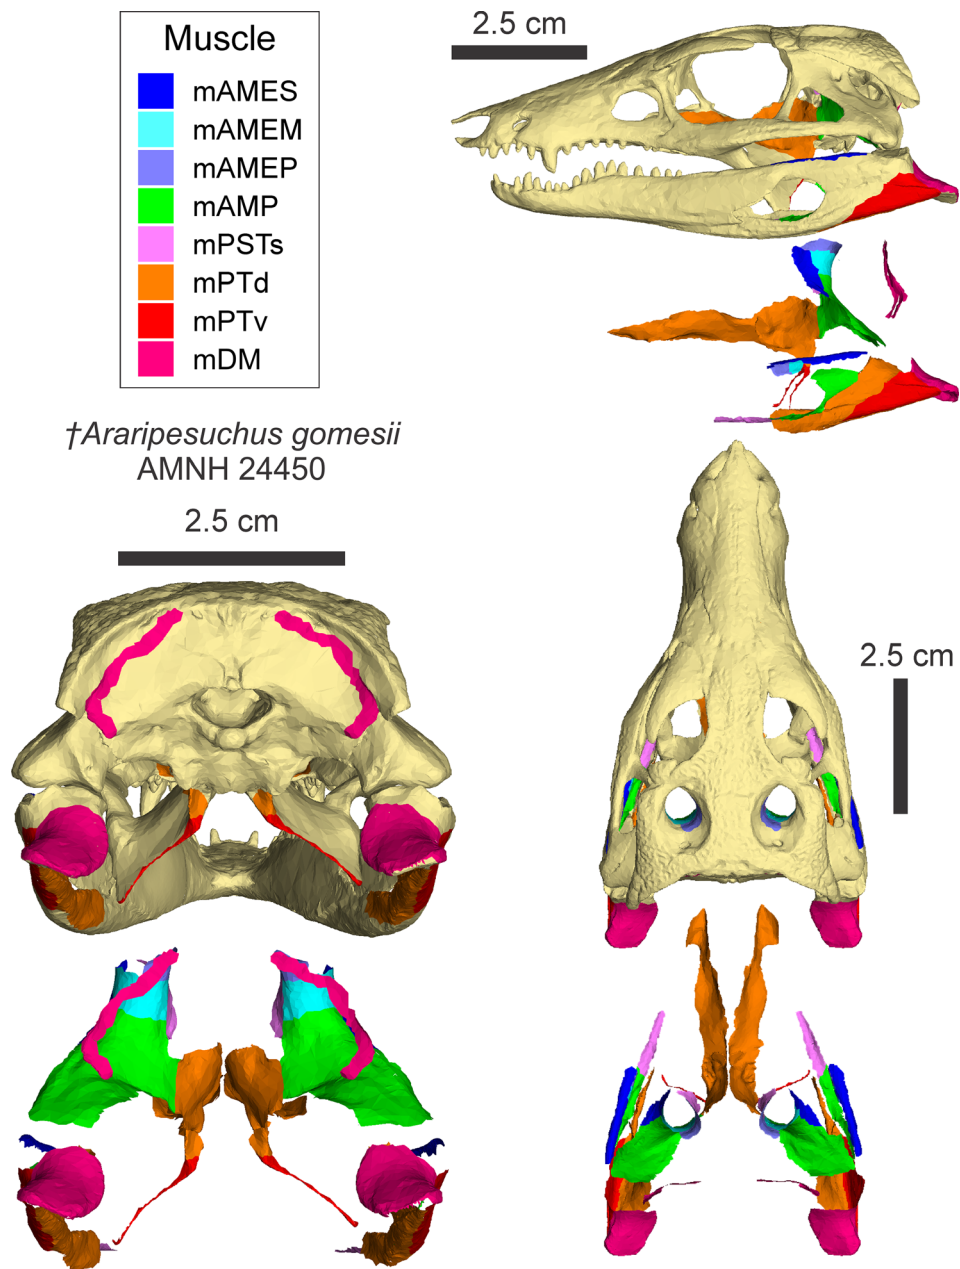 Muscle
mAMES
mAMEM
mAMEP
mAMP
mPSTs
mPTd
mPTv
mDM
2.5 cm
†Araripesuchus gomesii
AMNH 24450
2.5 cm
2.5 cm